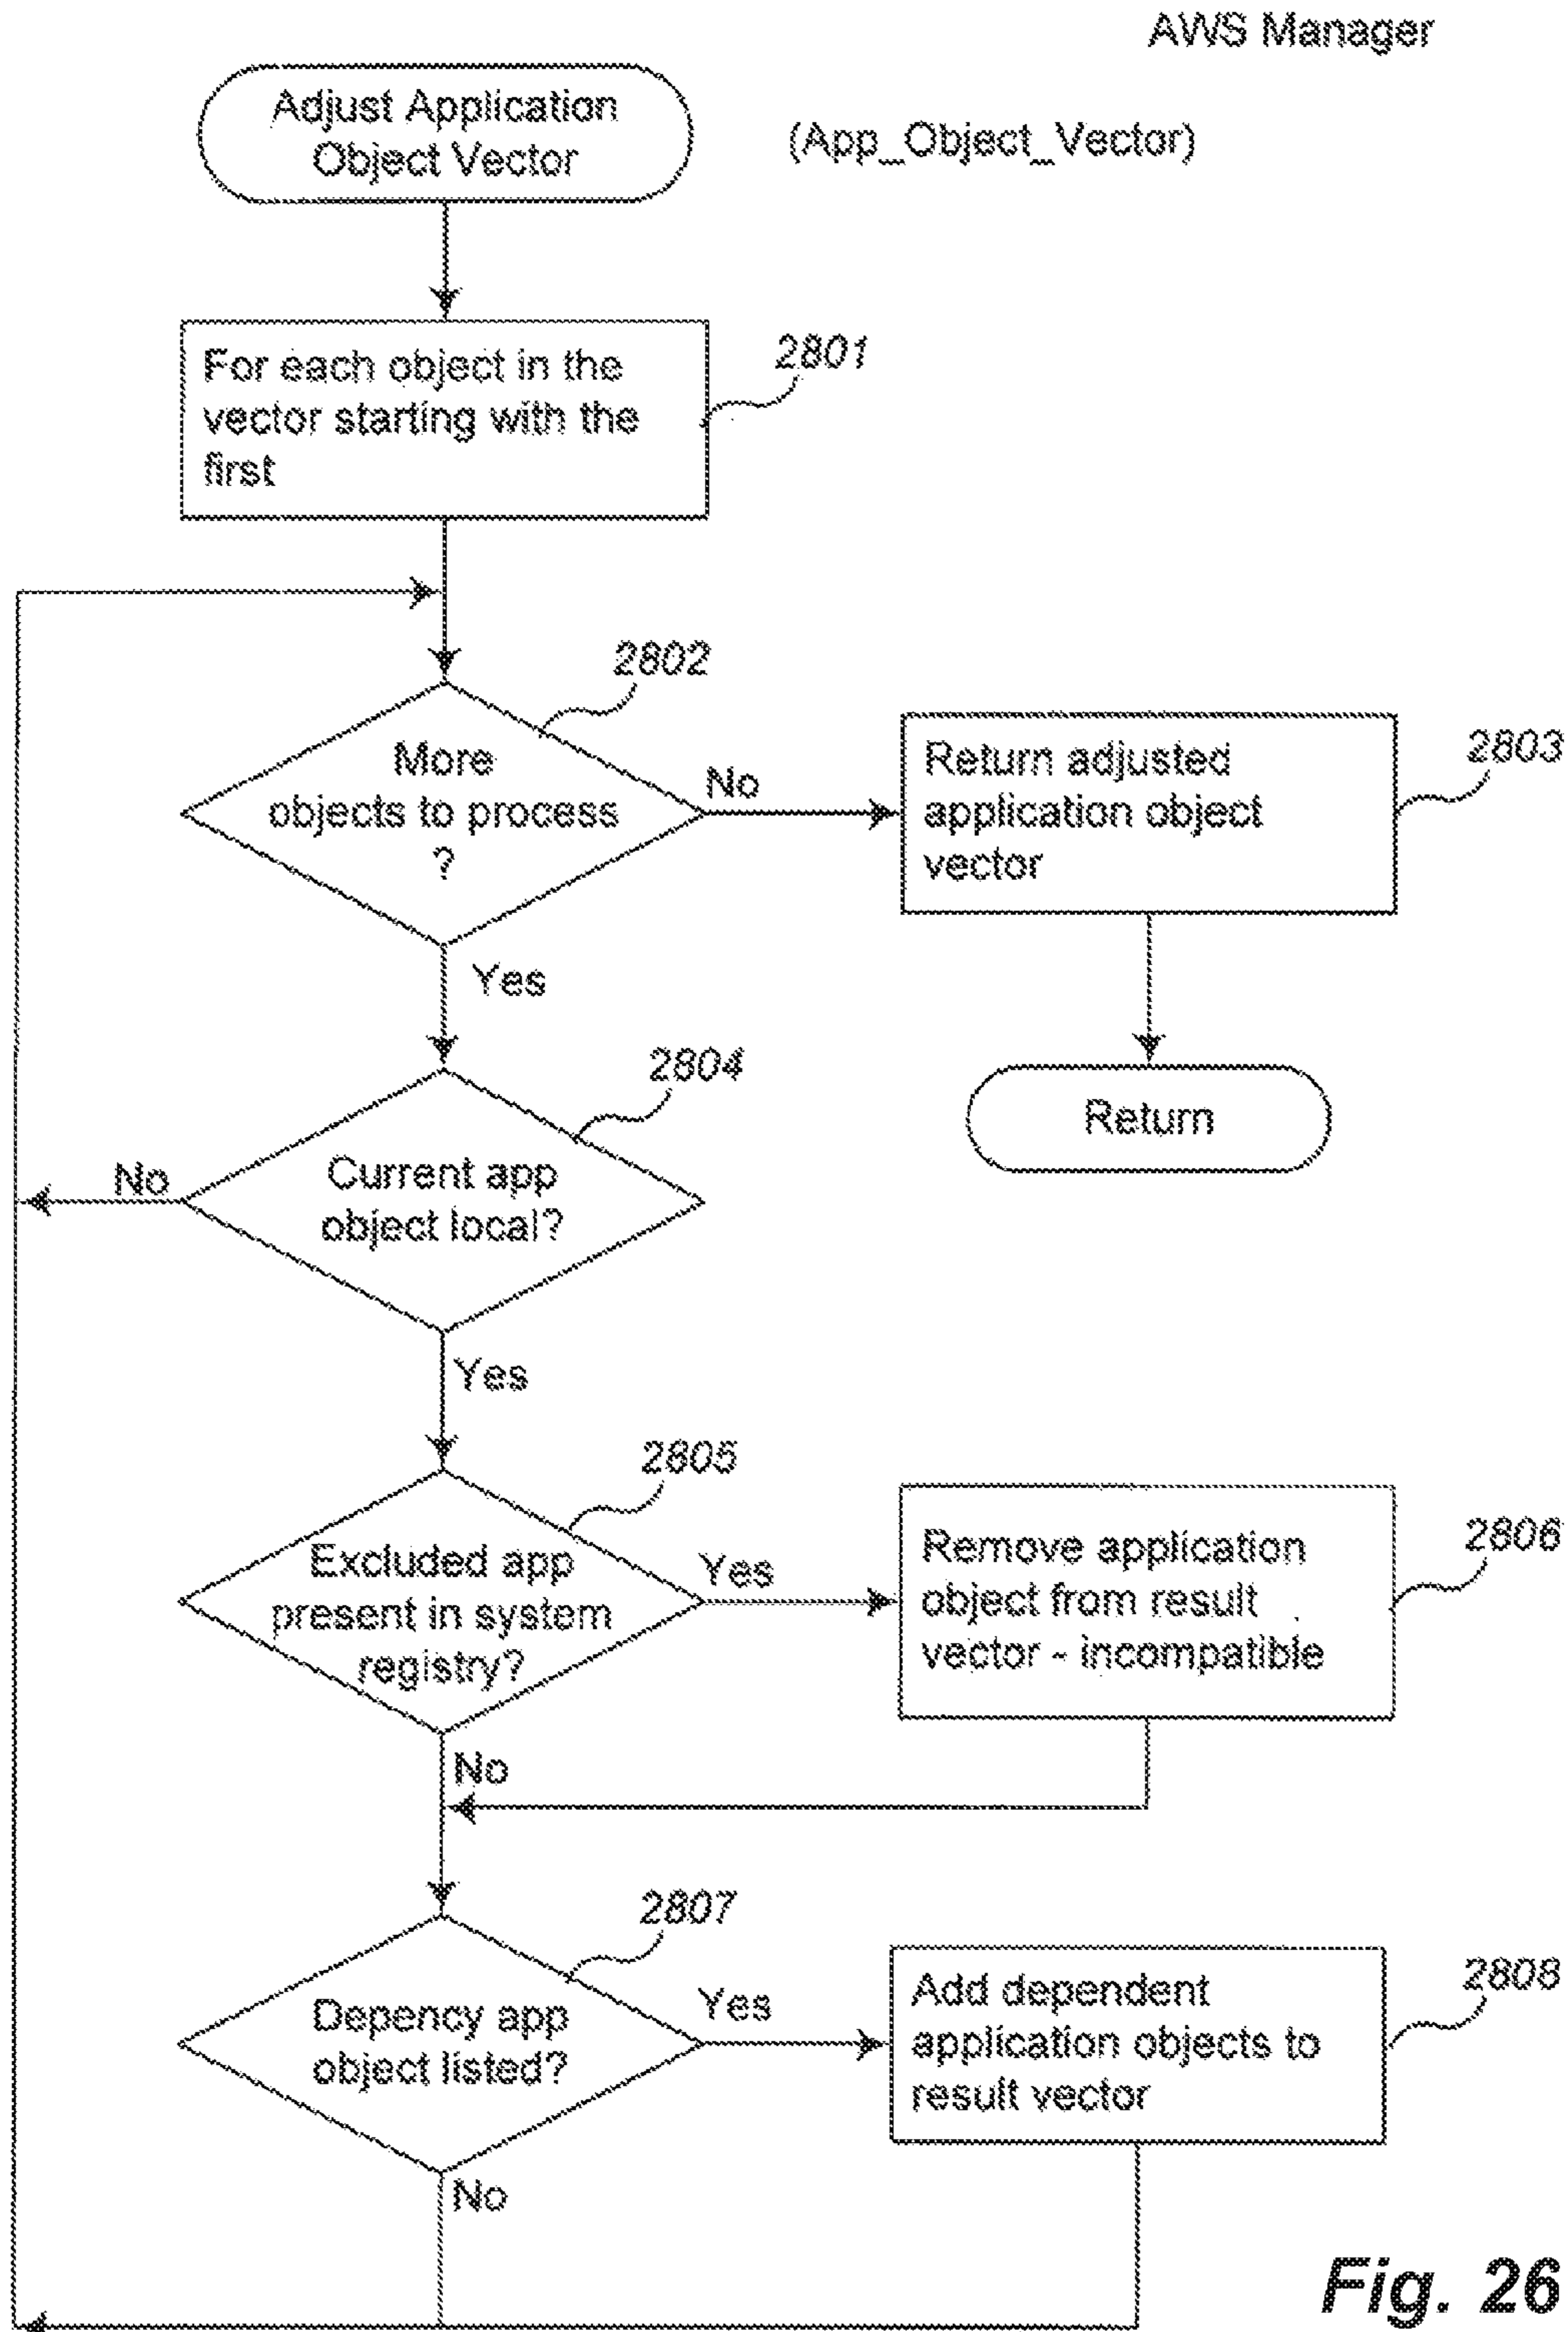 AWS Manager
Adjust Application
Object Vector
(App_Object_Vector)
For each object in the
vector starting with the
first
2801
2802
More
objects to process
?
No
Return adjusted
application object
vector
2803
Yes
Return
2804
Current app
object local?
No
Yes
2805
Excluded app
present in system
registry?
Yes
Remove application
object from result
vector - incompatible
2806
No
2807
Depency app
object listed?
Yes
Add dependent
application objects to
result vector
2808
No
Fig. 26